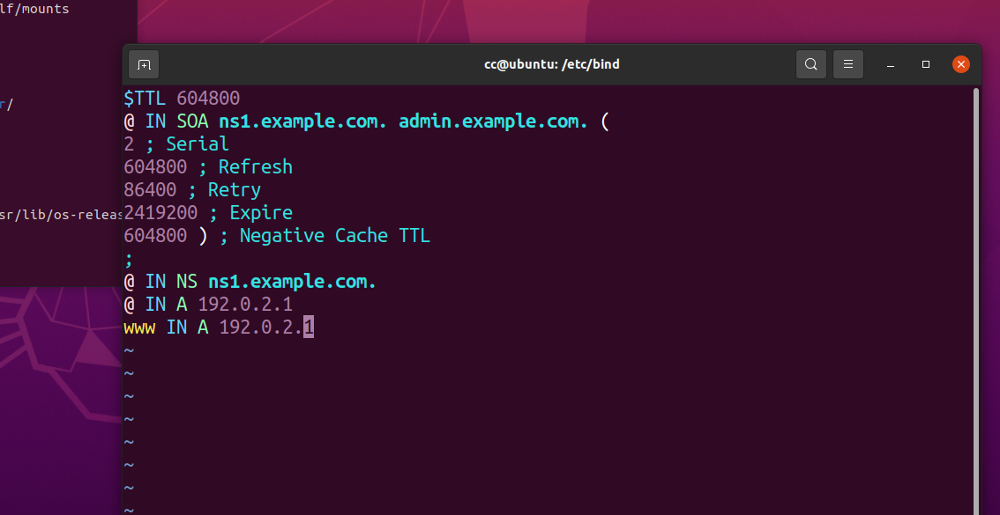 lf/mounts
r/
sr/lib/os-releas
cc@ubuntu: /etc/bind
$TTL 604800
@ IN SOA ns1.example.com. admin.example.com. (
2 ; Serial
604800 ; Refresh
86400 ; Retry
2419200 ; Expire
604800 ) ; Negative Cache TTL
;
@ IN NS ns1.example.com.
@ IN A 192.0.2.1
www IN A 192.0.2.1
~
~
~
~
~
~
~
~